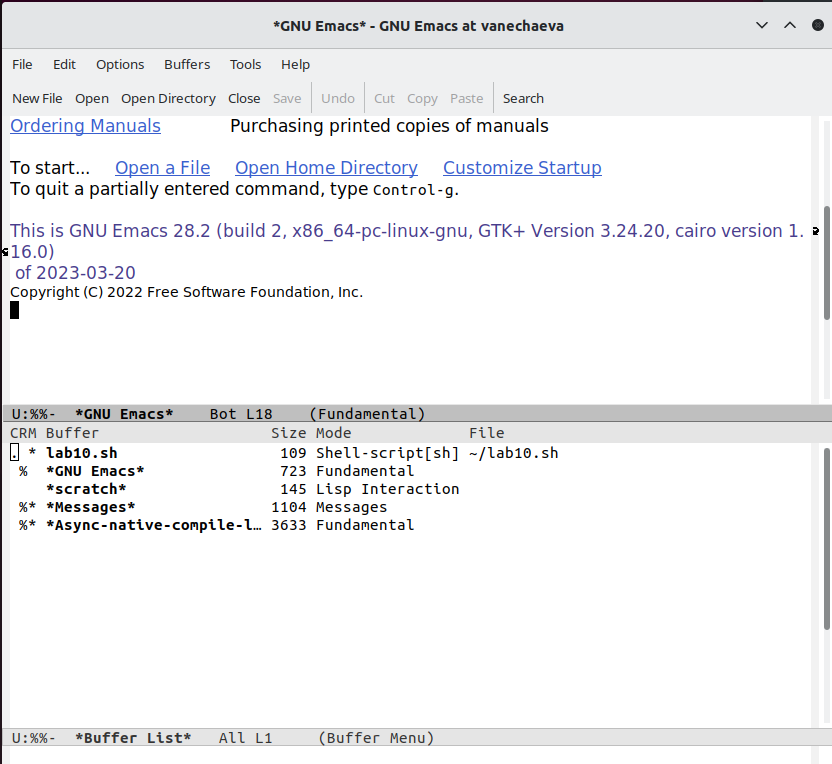 *GNU Emacs* - GNU Emacs at vanechaeva
File Edit Options Buffers Tools Help
New File Open Open Directory Close Save Undo Cut Copy Paste Search
Ordering Manuals Purchasing printed copies of manuals
To start... Open a File Open Home Directory Customize Startup
To quit a partially entered command, type Control-g.
This is GNU Emacs 28.2 (build 2, x86_64-pc-linux-gnu, GTK+ Version 3.24.20, cairo version 1.
16.0)
of 2023-03-20
Copyright (C) 2022 Free Software Foundation, Inc.
U:%%- *GNU Emacs* Bot L18 (Fundamental)
CRM Buffer Size Mode File
. * lab10.sh 109 Shell-script[sh] ~/lab10.sh
% *GNU Emacs* 723 Fundamental
*scratch* 145 Lisp Interaction
%* *Messages* 1104 Messages
%* *Async-native-compile-l… 3633 Fundamental
U:%%- *Buffer List* All L1 (Buffer Menu)